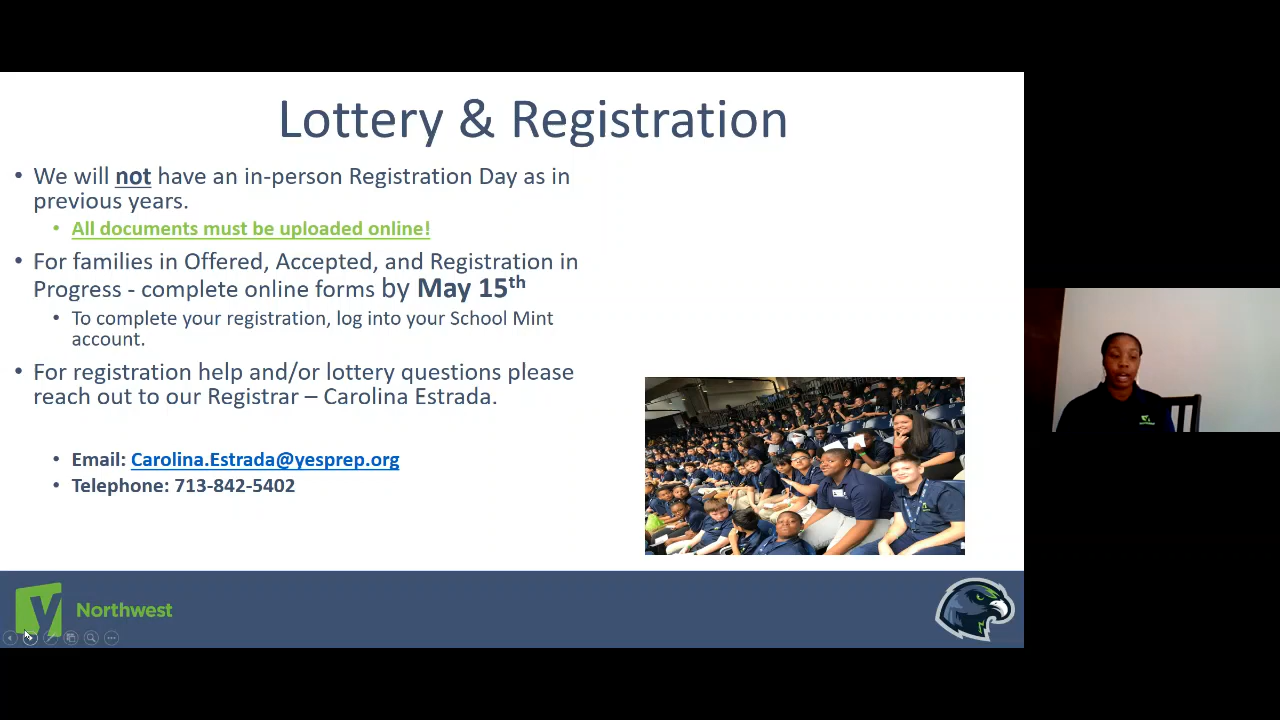 Lottery & Registration
• We will not have an in-person Registration Day as in
previous years.
• All documents must be uploaded online!
• For families in Offered, Accepted, and Registration in
Progress - complete online forms by May 15th
• To complete your registration, log into your School Mint
account.
• For registration help and/or lottery questions please
reach out to our Registrar – Carolina Estrada.
• Email: Carolina.Estrada@yesprep.org
• Telephone: 713-842-5402
Y Northwest